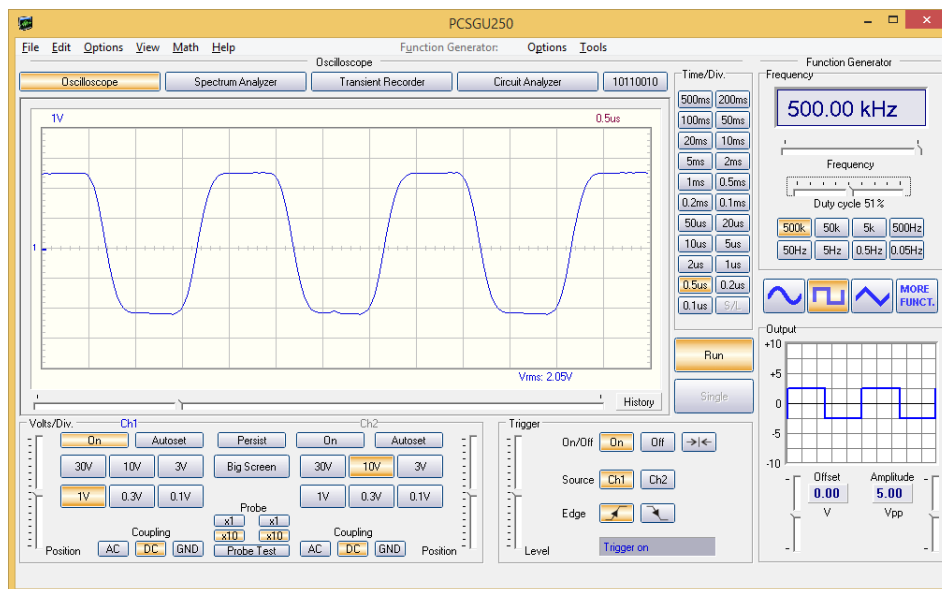 PCSGU250
File Edit Options View Math Help Function Generator: Options Tools
Oscilloscope
Oscilloscope Spectrum Analyzer Transient Recorder Circuit Analyzer 10110010
1V 0.5us
1
Vrms: 2.05V
History
Time/Div.
500ms 200ms
100ms 50ms
20ms 10ms
5ms 2ms
1ms 0.5ms
0.2ms 0.1ms
50us 20us
10us 5us
2us 1us
0.5us 0.2us
0.1us S/L
Run
Single
Function Generator
Frequency
500.00 kHz
Frequency
Duty cycle 51%
500k 50k 5k 500Hz
50Hz 5Hz 0.5Hz 0.05Hz
MORE
FUNCT.
Output
+10
+5
0
-5
-10
Offset Amplitude
0.00 5.00
V Vpp
Volts/Div. Ch1 Ch2
On Autoset Persist On Autoset
30V 10V 3V Big Screen 30V 10V 3V
1V 0.3V 0.1V 1V 0.3V 0.1V
Probe
x1 x1
Coupling x10 x10 Coupling
Position AC DC GND Probe Test AC DC GND Position
Trigger
On/Off On Off
Source Ch1 Ch2
Edge
Level Trigger on